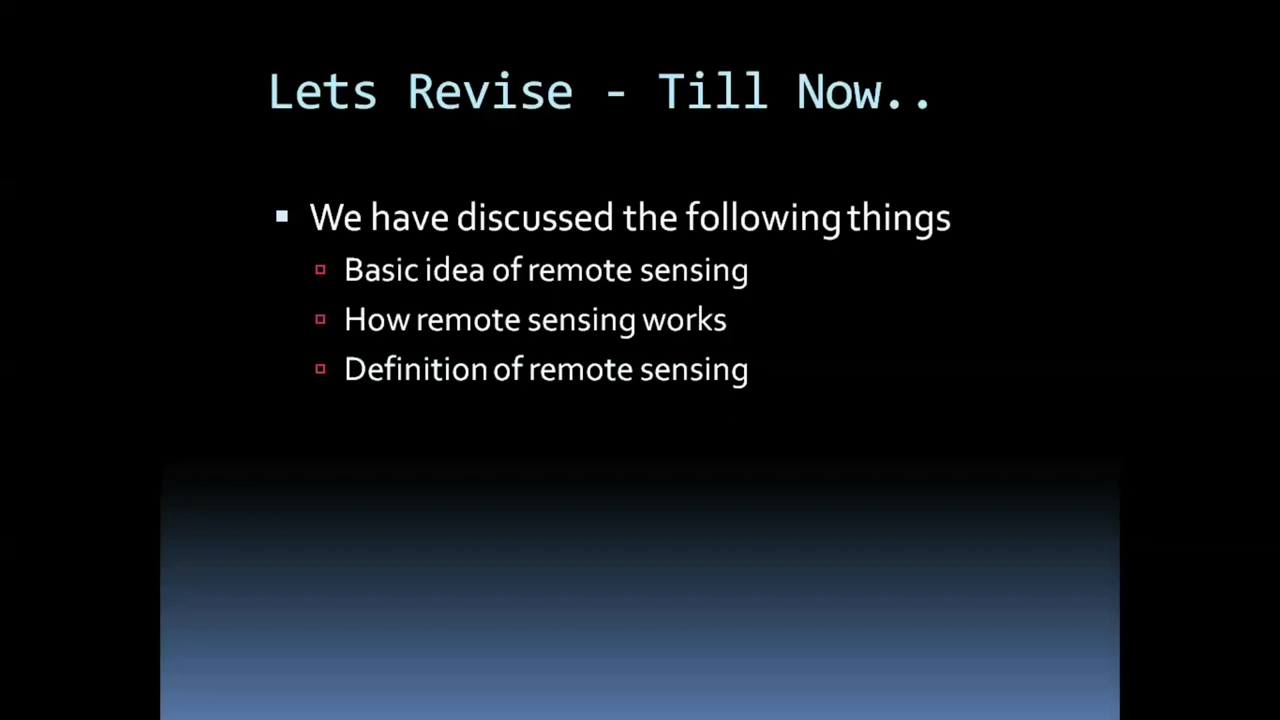 Lets Revise - Till Now..
We have discussed the following things
Basic idea of remote sensing
How remote sensing works
Definition of remote sensing